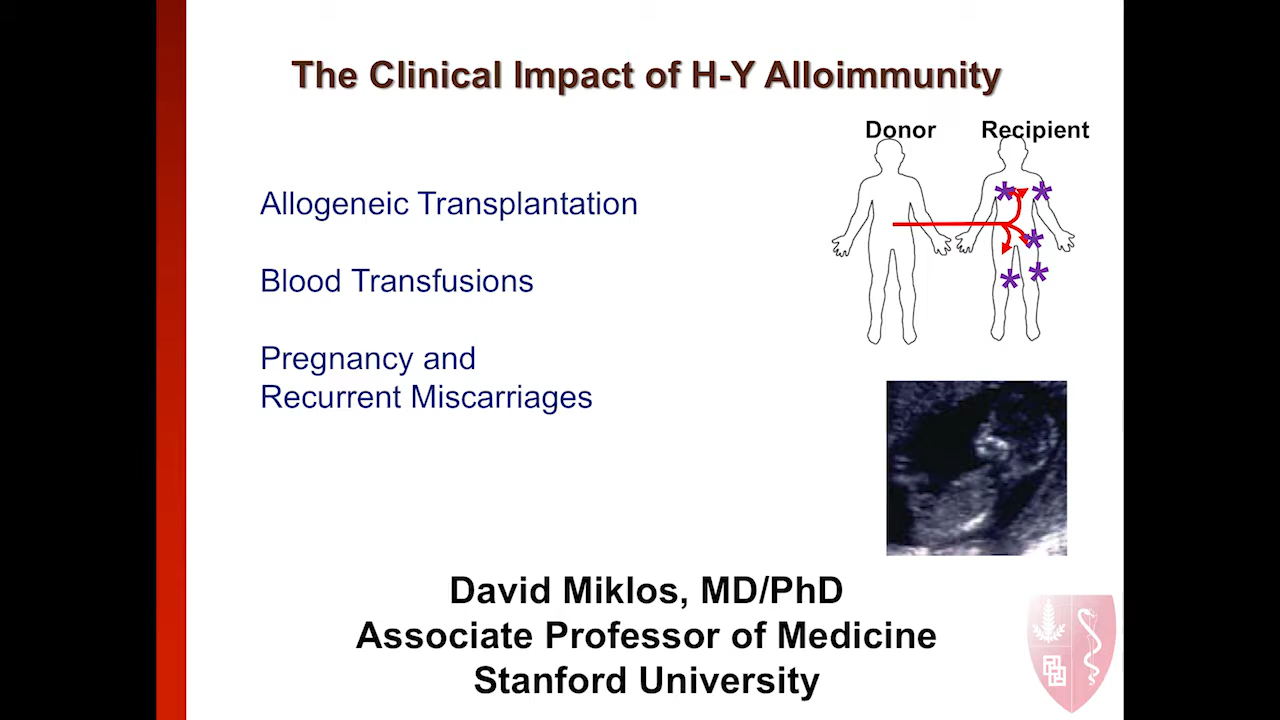 The Clinical Impact of H-Y Alloimmunity
Donor
Recipient
Allogeneic Transplantation
Blood Transfusions
Pregnancy and
Recurrent Miscarriages
David Miklos, MD/PhD
Associate Professor of Medicine
Stanford University